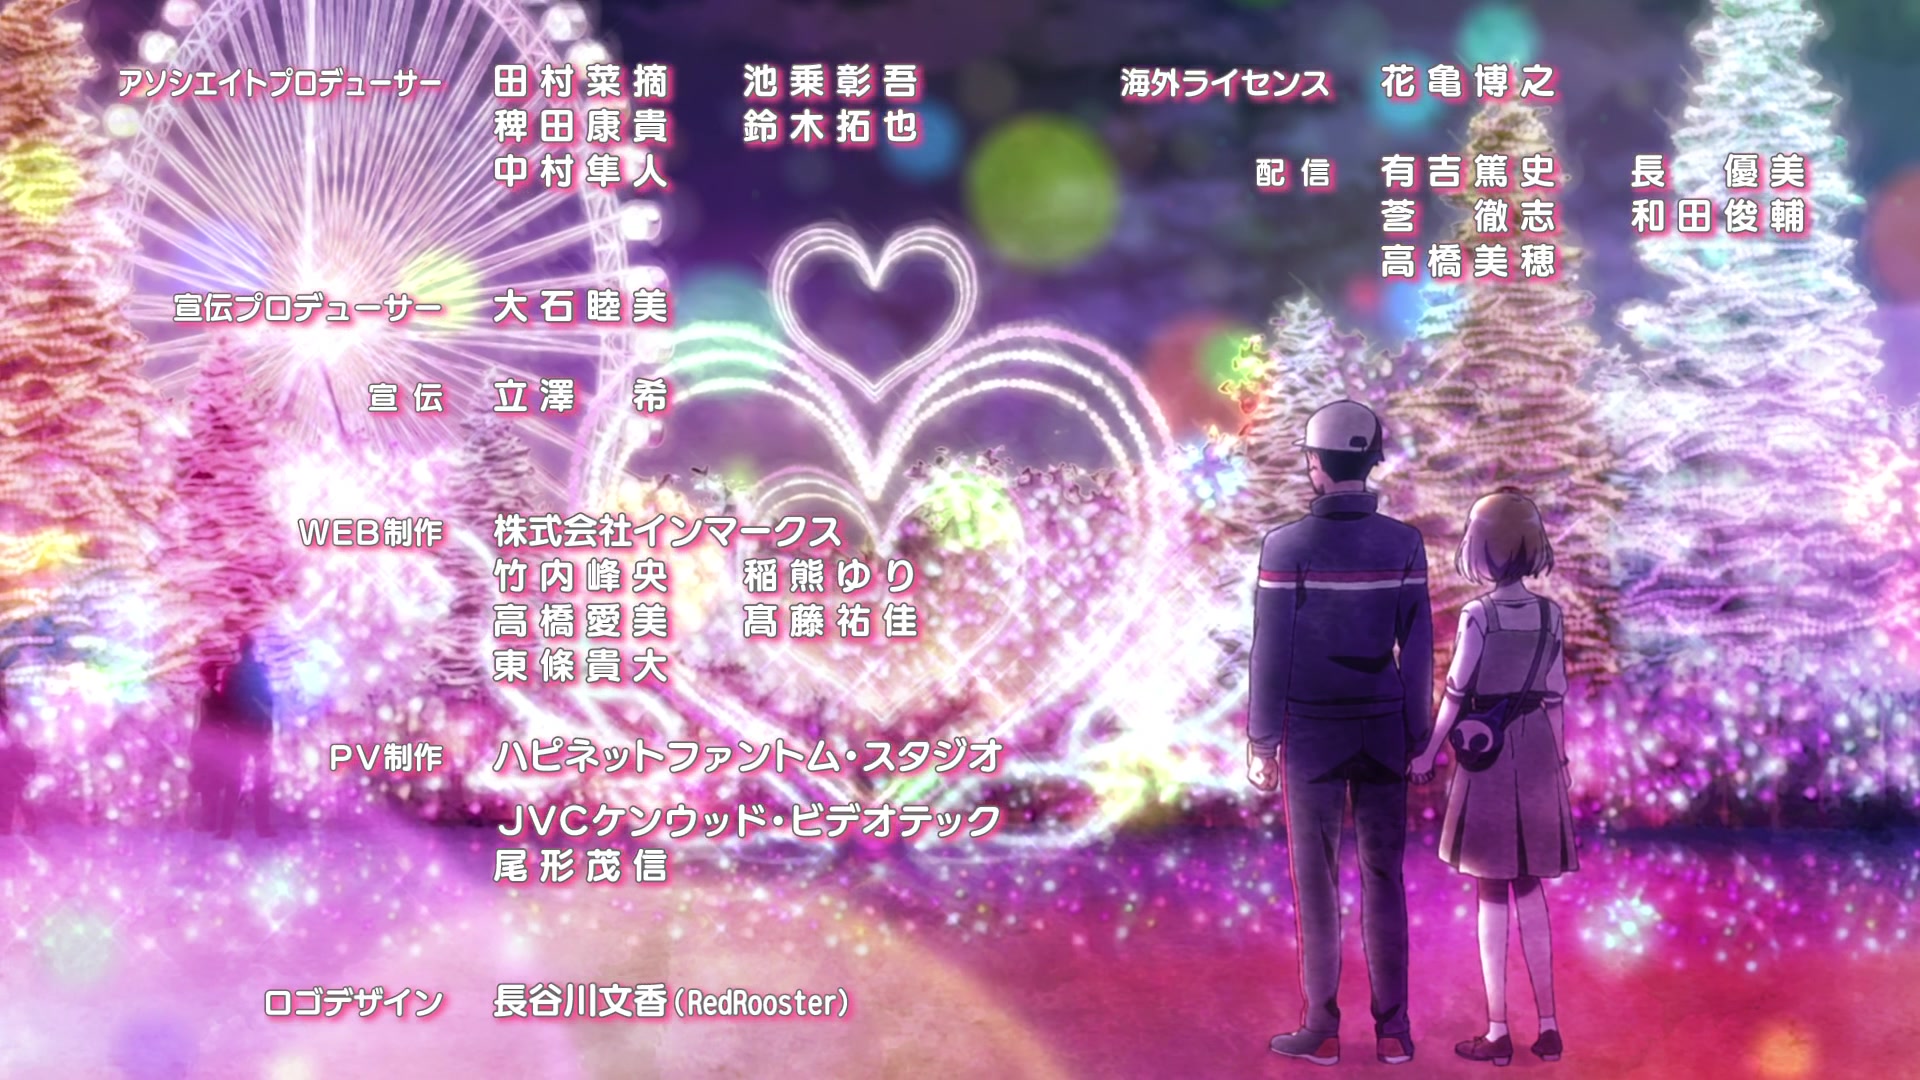 アソシエイトプロデューサー 田村菜摘 池乗彰吾
稗田康貴 鈴木拓也
中村隼人
宣伝プロデューサー 大石睦美
宣伝 立澤 希
WEB制作 株式会社インマークス
竹内峰央 稲熊ゆり
高橋愛美 髙藤祐佳
東條貴大
PV制作 ハピネットファントム・スタジオ
JVCケンウッド・ビデオテック
尾形茂信
ロゴデザイン 長谷川文香(RedRooster)
海外ライセンス 花亀博之
配信 有吉篤史 長 優美
徹志 和田俊輔
高橋美穂